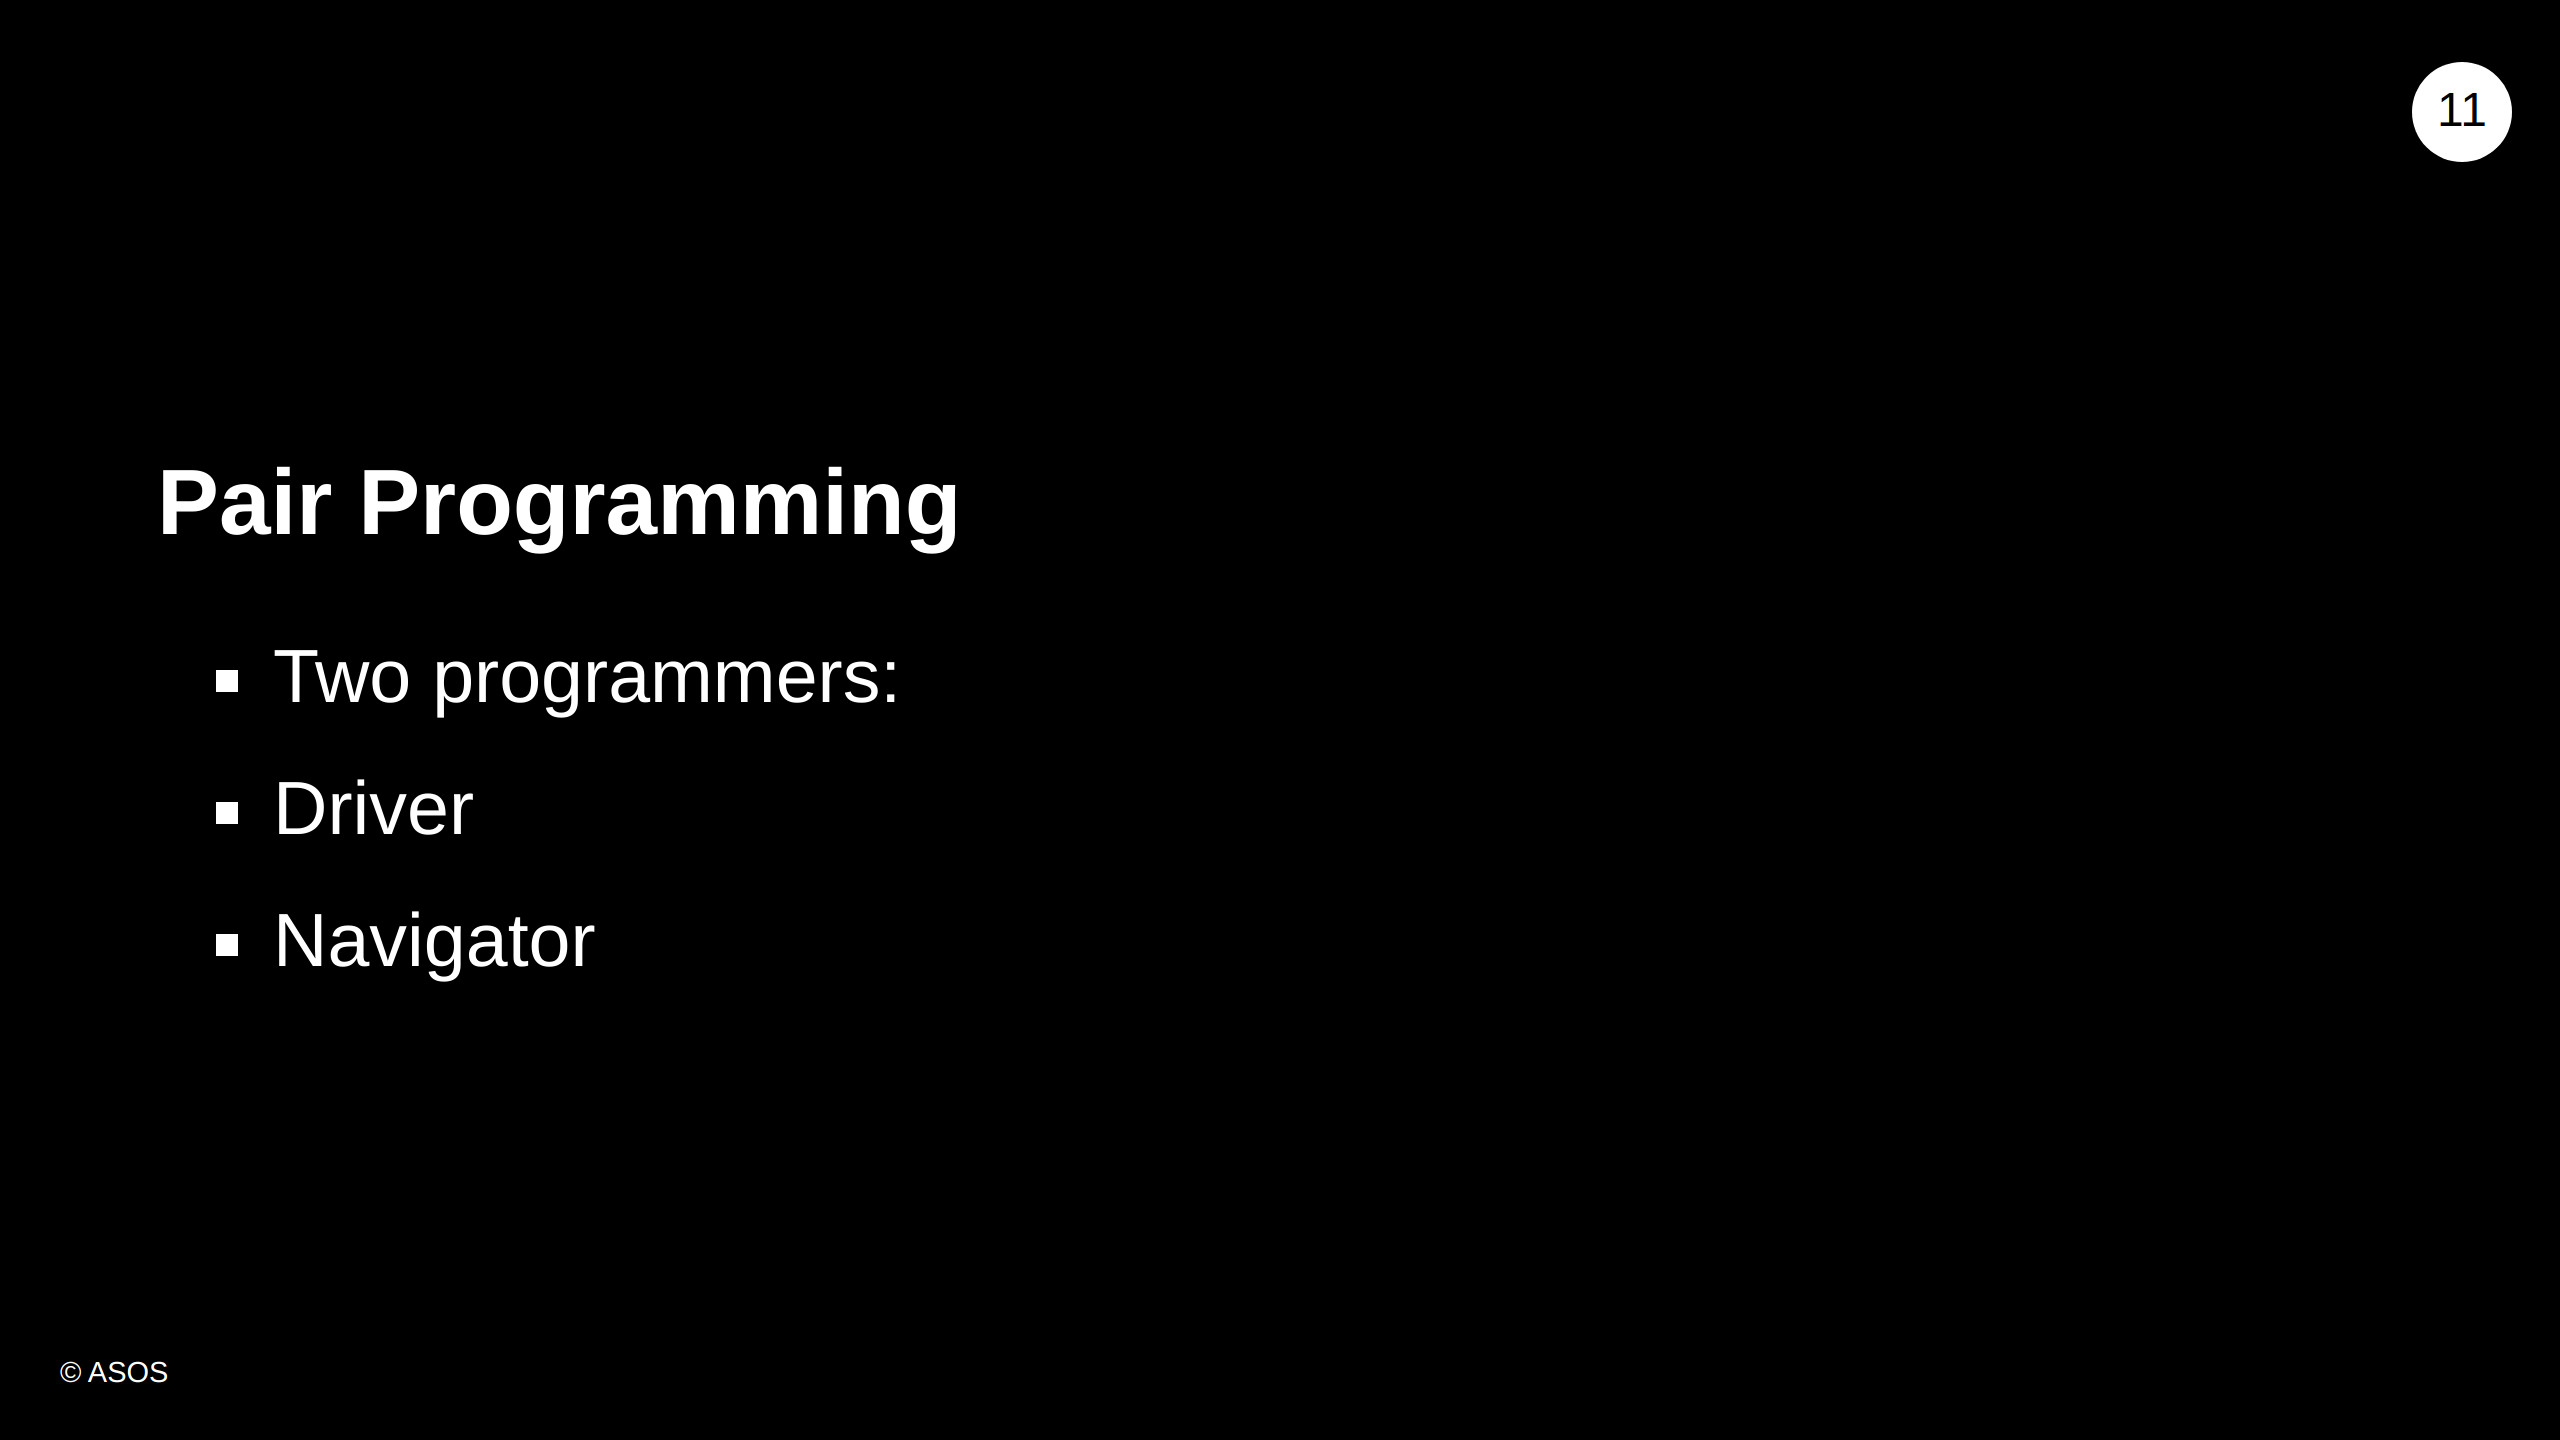 11
Pair Programming
▪ Two programmers:
▪ Driver
▪ Navigator
© ASOS